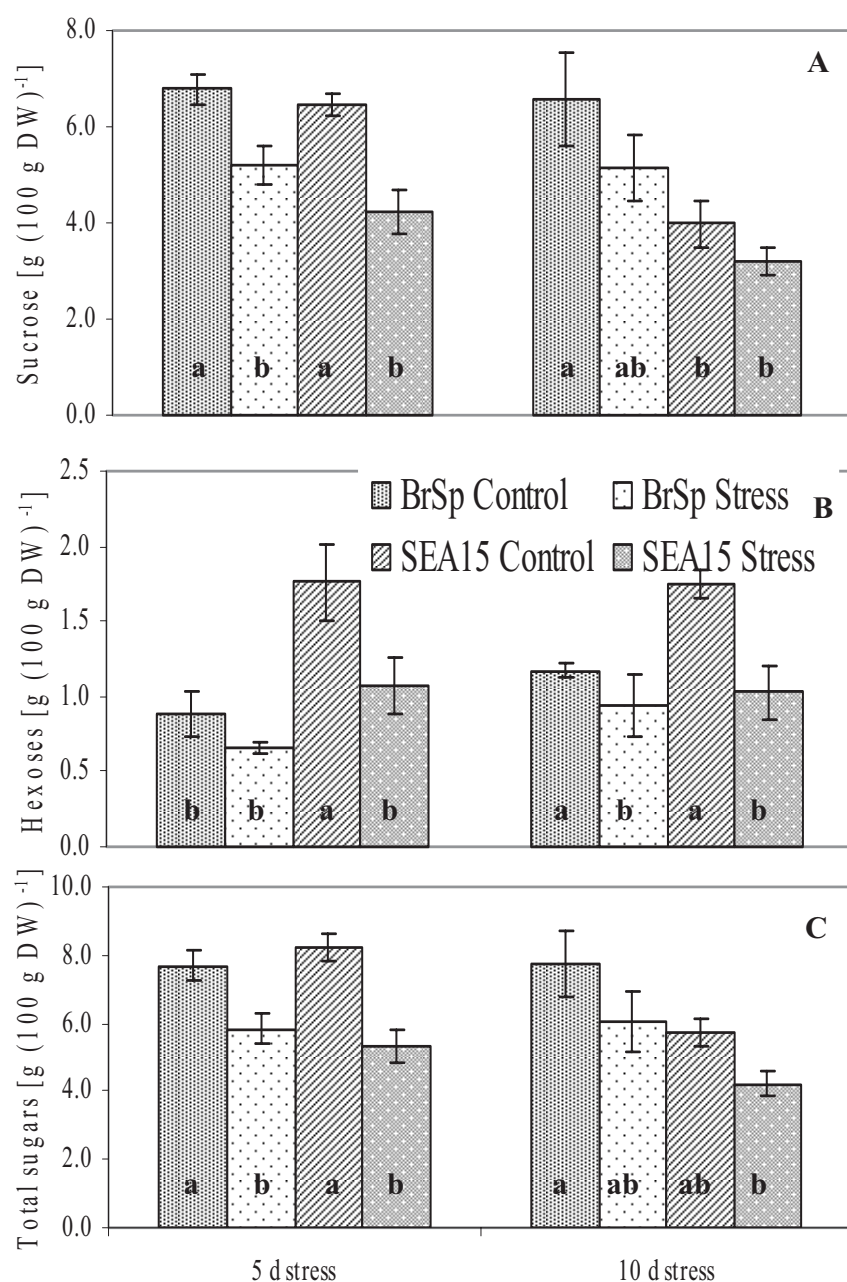 Sucrose [g (100 g DW)-1]
8.0
6.0
4.0
2.0
0.0
A
a b a b a ab b b
Hexoses [g (100 g DW)-1]
2.5
2.0
1.5
1.0
0.5
0.0
BrSp Control BrSp Stress
SEA15 Control SEA15 Stress
B
b b a b a b a b
Total sugars [g (100 g DW)-1]
10.0
8.0
6.0
4.0
2.0
0.0
C
a b a b a ab ab b
5 d stress 10 d stress